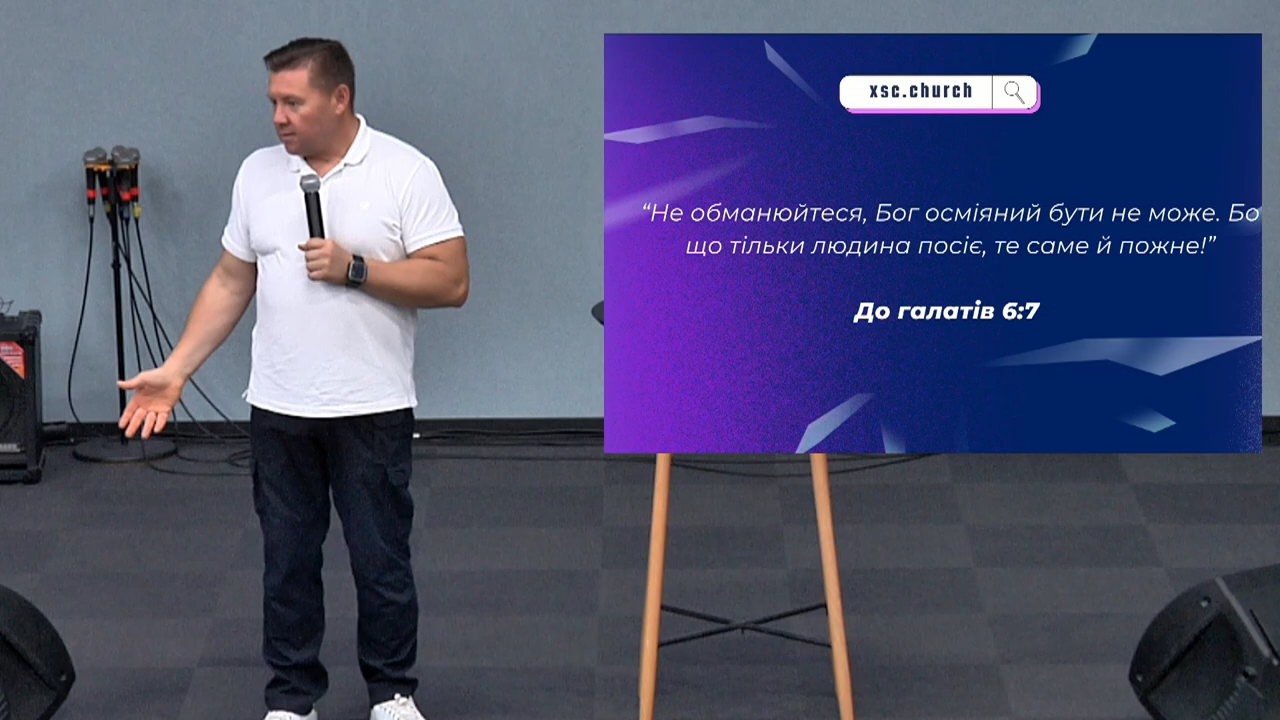 xsc.church
“Не обманюйтеся, Бог осміяний бути не може. Бо
що тільки людина посіє, те саме й пожне!”
До галатів 6:7